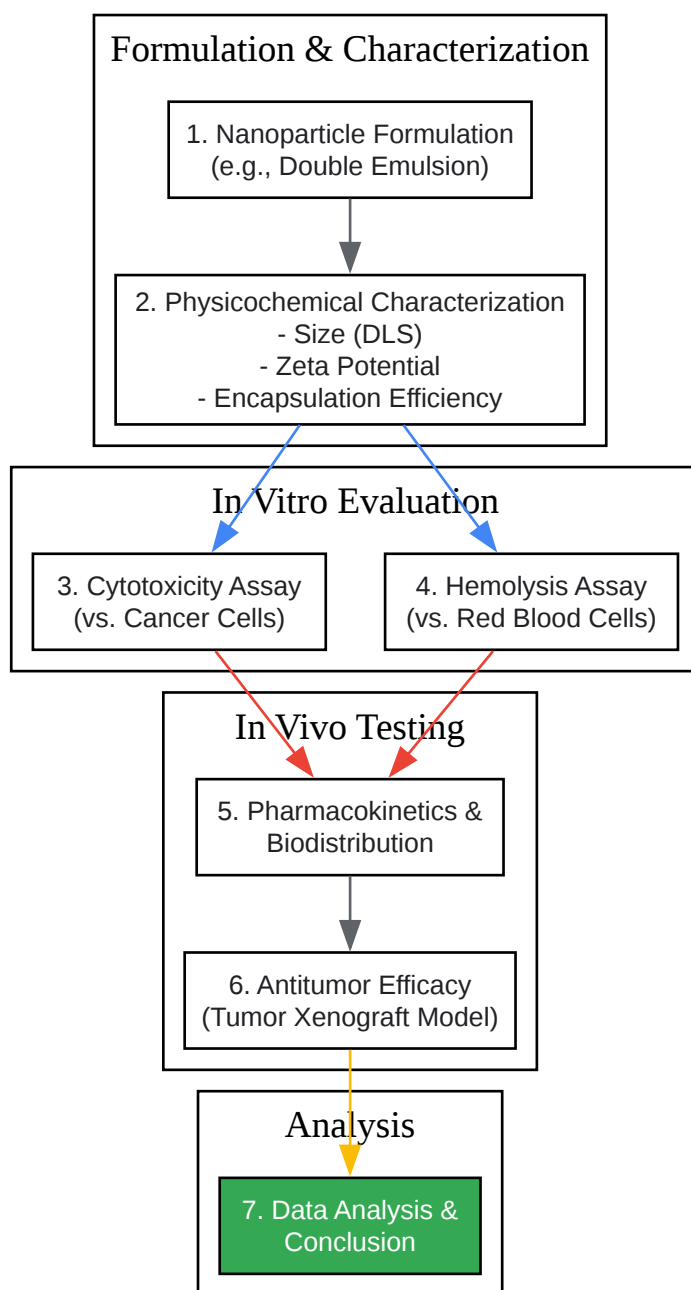 Formulation & Characterization
1. Nanoparticle Formulation
(e.g., Double Emulsion)
2. Physicochemical Characterization
- Size (DLS)
- Zeta Potential
- Encapsulation Efficiency
In Vitro Evaluation
3. Cytotoxicity Assay
(vs. Cancer Cells)
4. Hemolysis Assay
(vs. Red Blood Cells)
In Vivo Testing
5. Pharmacokinetics &
Biodistribution
6. Antitumor Efficacy
(Tumor Xenograft Model)
Analysis
7. Data Analysis &
Conclusion